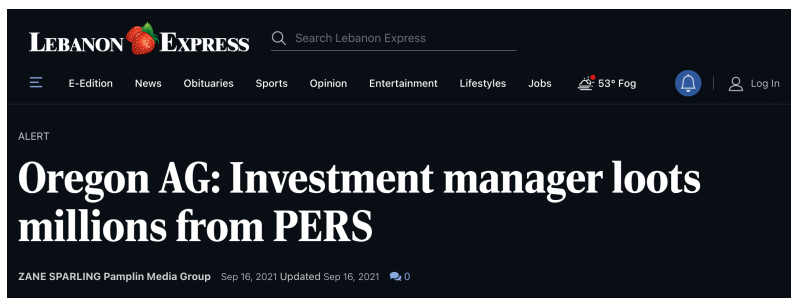 LEBANON EXPRESS
Search Lebanon Express
E-Edition News Obituaries Sports Opinion Entertainment Lifestyles Jobs 53° Fog Log In
ALERT
Oregon AG: Investment manager loots
millions from PERS
ZANE SPARLING Pamplin Media Group Sep 16, 2021 Updated Sep 16, 2021 0